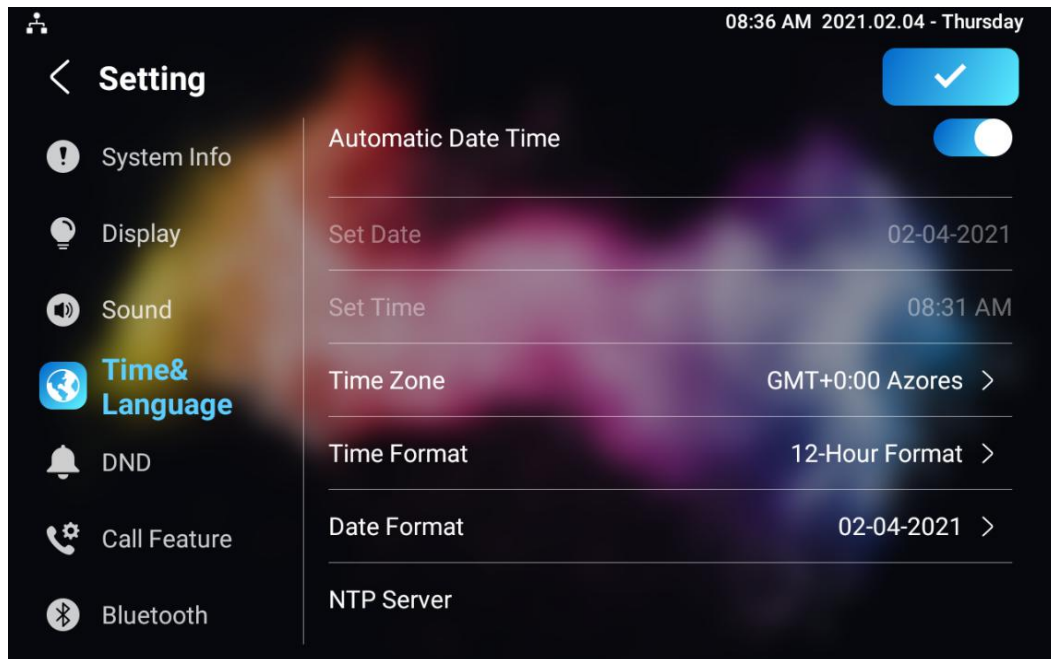 08:36 AM 2021.02.04 - Thursday
Setting
System Info
Display
Sound
Time&
Language
DND
Call Feature
Bluetooth
Automatic Date Time
Set Date 02-04-2021
Set Time 08:31 AM
Time Zone GMT+0:00 Azores
Time Format 12-Hour Format
Date Format 02-04-2021
NTP Server